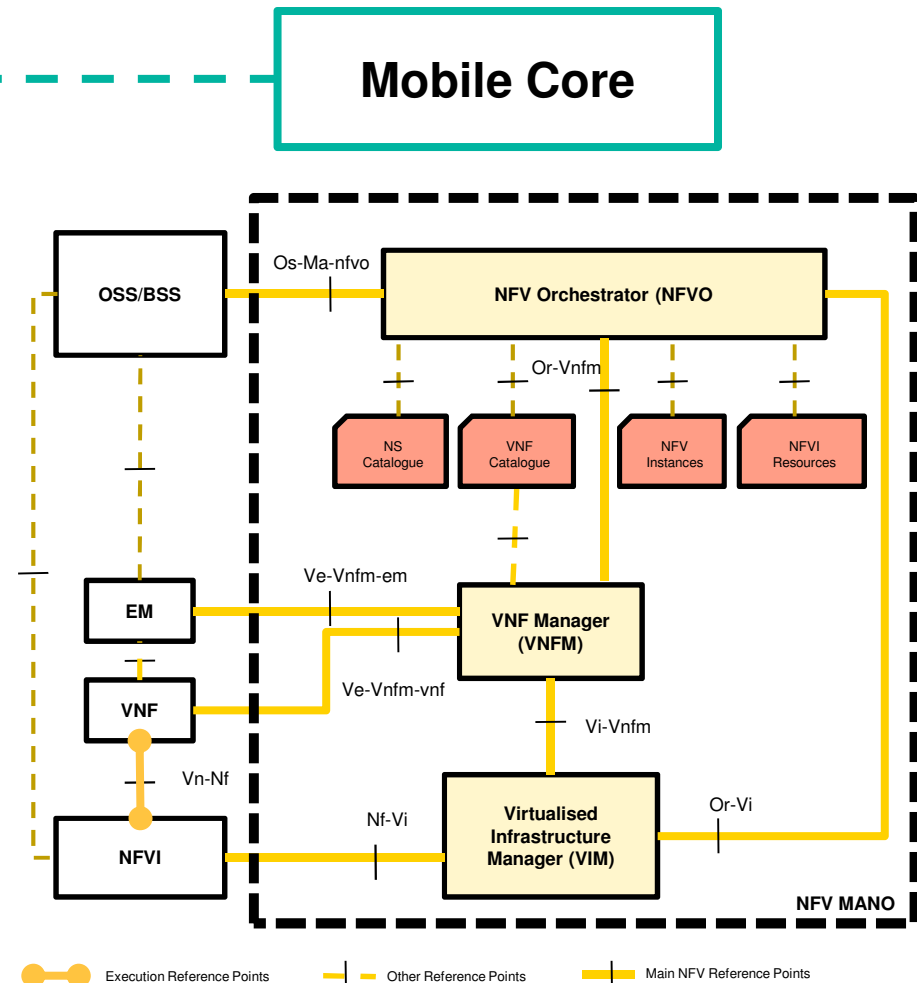 Mobile Core
Os-Ma-nfvo
OSS/BSS
NFV Orchestrator (NFVO
Or-Vnfm
NS
Catalogue
VNF
Catalogue
NFV
Instances
NFVI
Resources
Ve-Vnfm-em
EM
VNF Manager
(VNFM)
Ve-Vnfm-vnf
VNF
Vi-Vnfm
Vn-Nf
Nf-Vi
Virtualised
Infrastructure
Manager (VIM)
Or-Vi
NFVI
NFV MANO
Execution Reference Points
Other Reference Points
Main NFV Reference Points